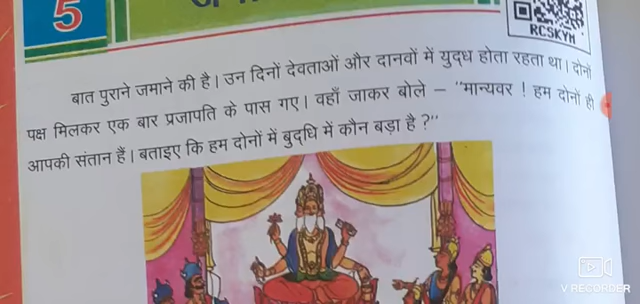 5
RCSKYM
बात पुराने जमाने की है। उन दिनों देवताओं और दानवों में युद्ध होता रहता था। दोनों
पक्ष मिलकर एक बार प्रजापति के पास गए। वहाँ जाकर बोले – "मान्यवर ! हम दोनों ही
आपकी संतान हैं। बताइए कि हम दोनों में बुद्धि में कौन बड़ा है ?"
V RECORDER